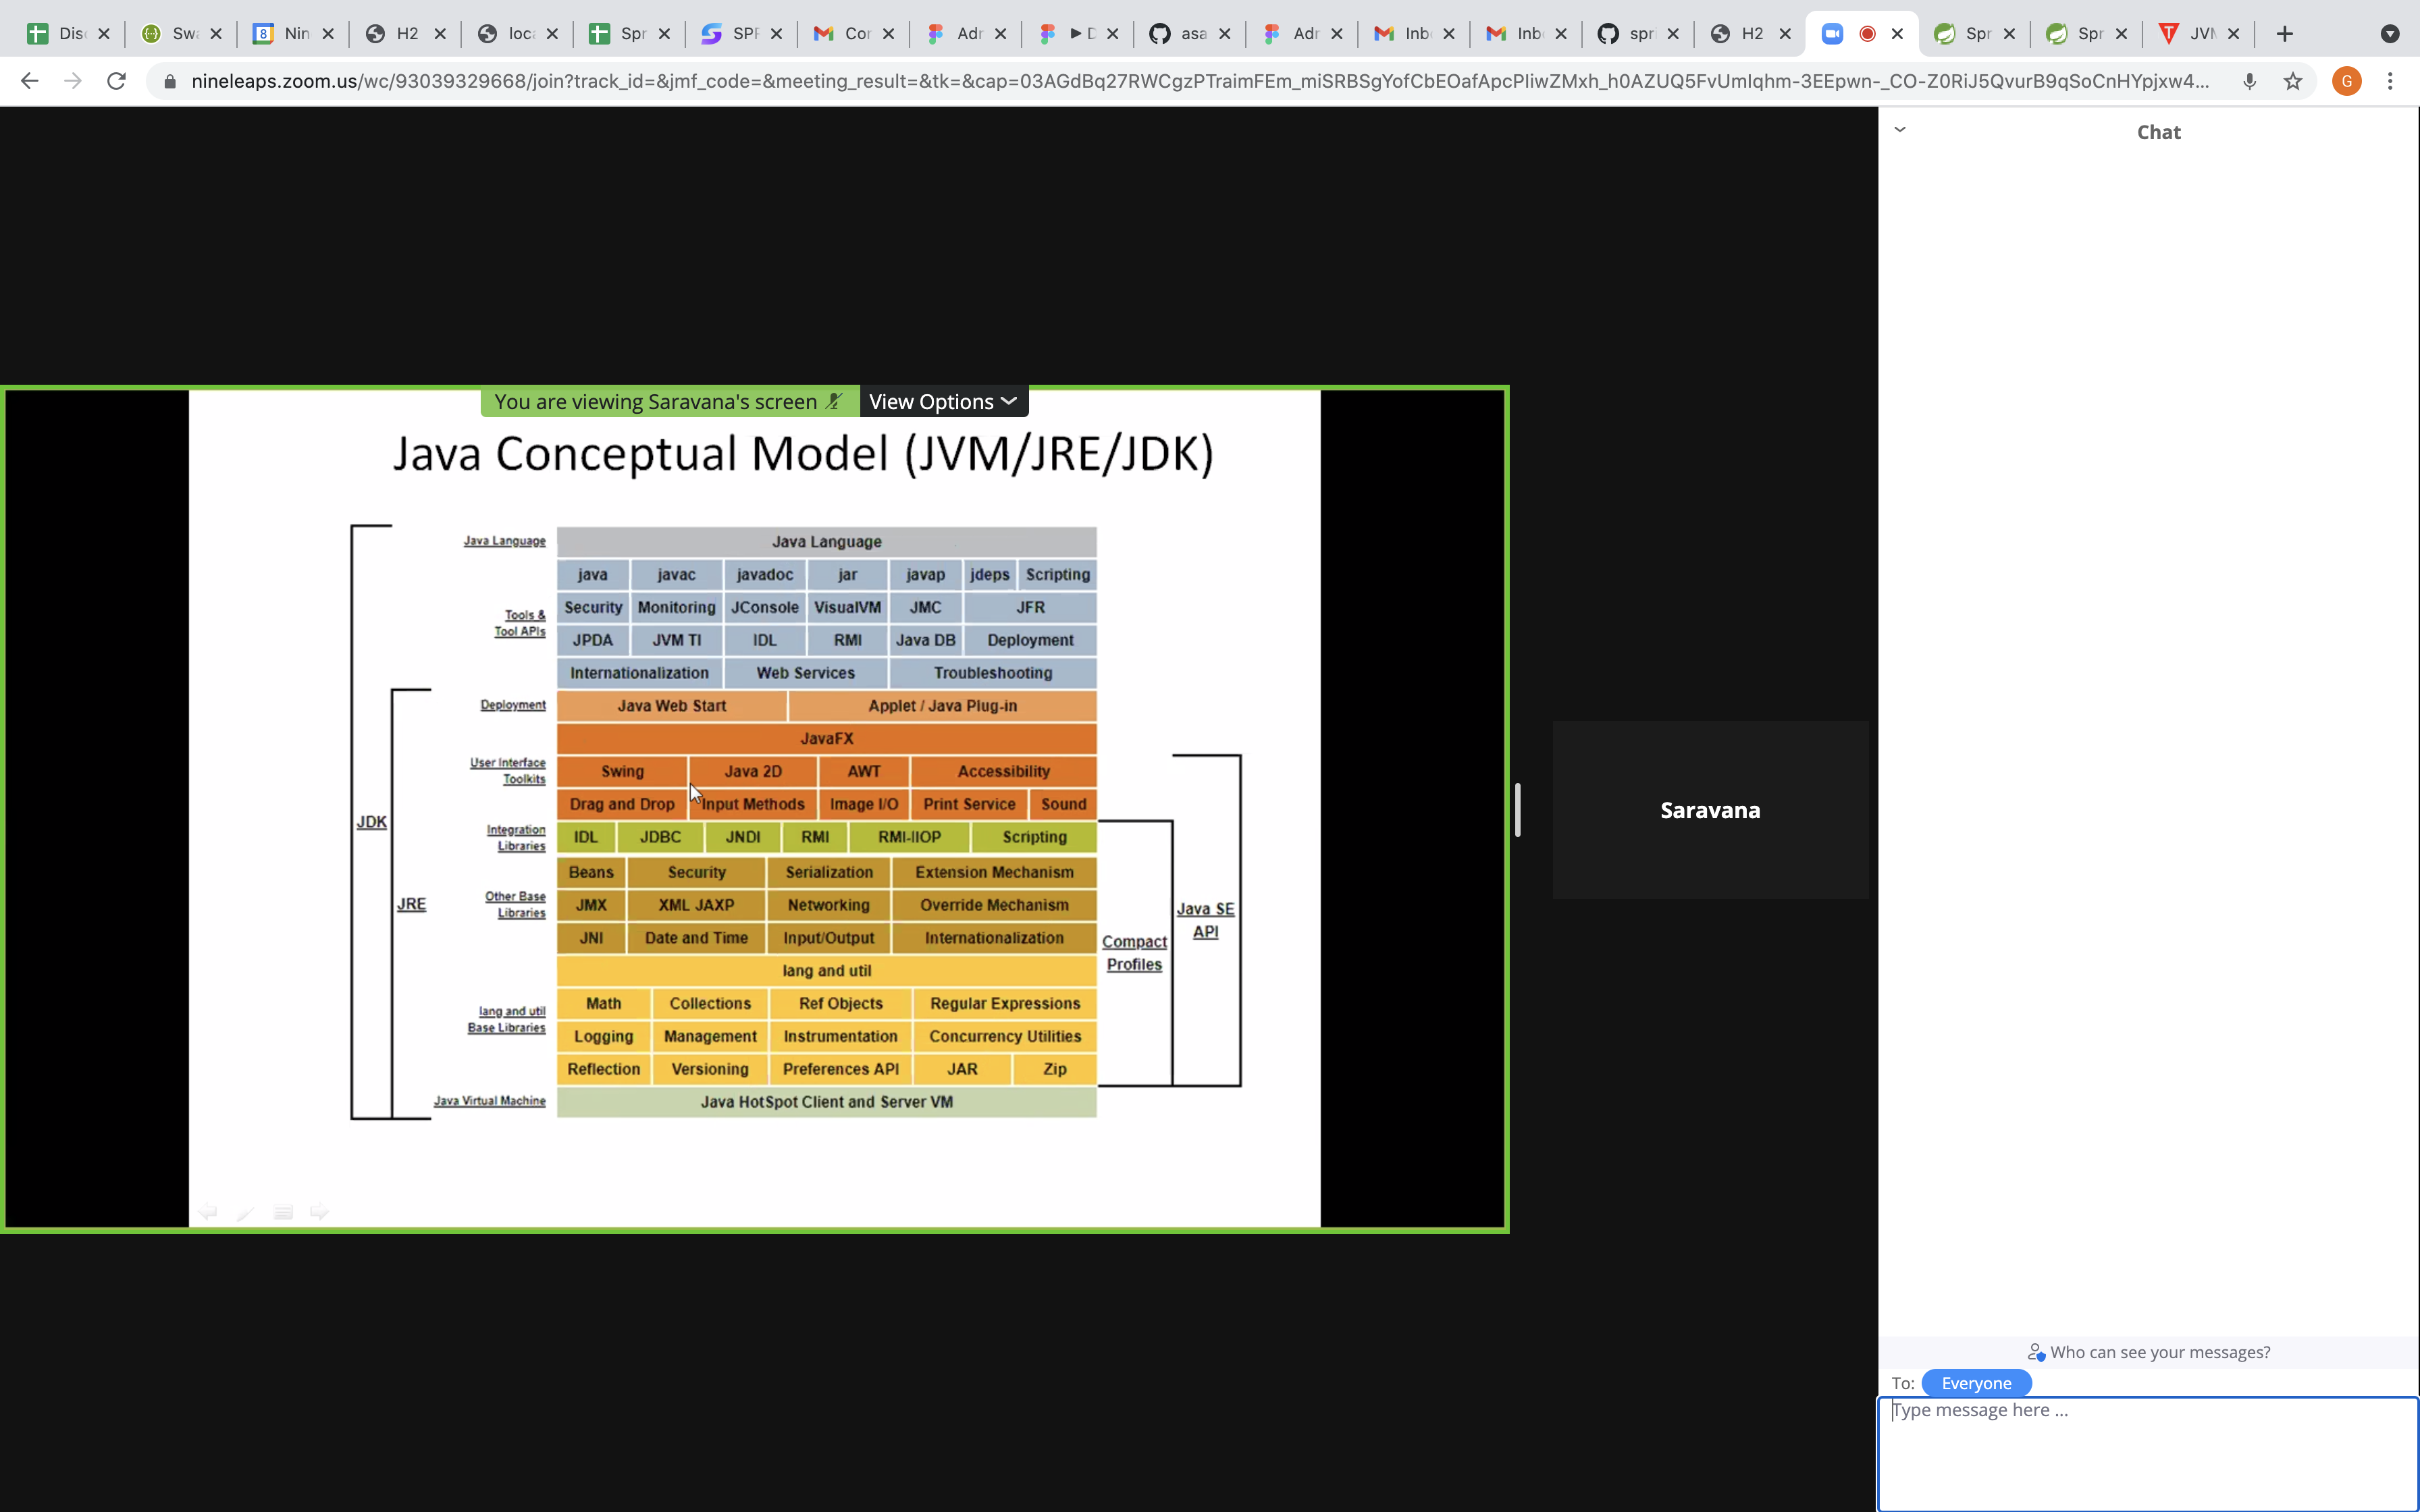 Dis Swa Nin H2 loca Spr SPF Cor Adr D asa Adr Inb Inb spri H2 Spr Spr JVM
nineleaps.zoom.us/wc/93039329668/join?track_id=&jmf_code=&meeting_result=&tk=&cap=03AGdBq27RWCgzPTraimFEm_miSRBSgYofCbEOafApcPIiwZMxh_h0AZUQ5FvUmIqhm-3EEpwn-_CO-Z0RiJ5QvurB9qSoCnHYpjxw4...
G
Chat
You are viewing Saravana's screen View Options
Java Conceptual Model (JVM/JRE/JDK)
Java Language Java Language
java javac javadoc jar javap jdeps Scripting
Tools &
Tool APIs
Security Monitoring JConsole VisualVM JMC JFR
JPDA JVM TI IDL RMI Java DB Deployment
Internationalization Web Services Troubleshooting
Deployment Java Web Start Applet / Java Plug-in
JavaFX
User Interface
Toolkits
Swing Java 2D AWT Accessibility
Drag and Drop Input Methods Image I/O Print Service Sound
JDK
Integration
Libraries
IDL JDBC JNDI RMI RMI-IIOP Scripting
Beans Security Serialization Extension Mechanism
JRE
Other Base
Libraries
JMX XML JAXP Networking Override Mechanism
JNI Date and Time Input/Output Internationalization
Java SE
API
Compact
Profiles
lang and util
lang and util
Base Libraries
Math Collections Ref Objects Regular Expressions
Logging Management Instrumentation Concurrency Utilities
Reflection Versioning Preferences API JAR Zip
Java Virtual Machine Java HotSpot Client and Server VM
Saravana
Who can see your messages?
To: Everyone
Type message here ...